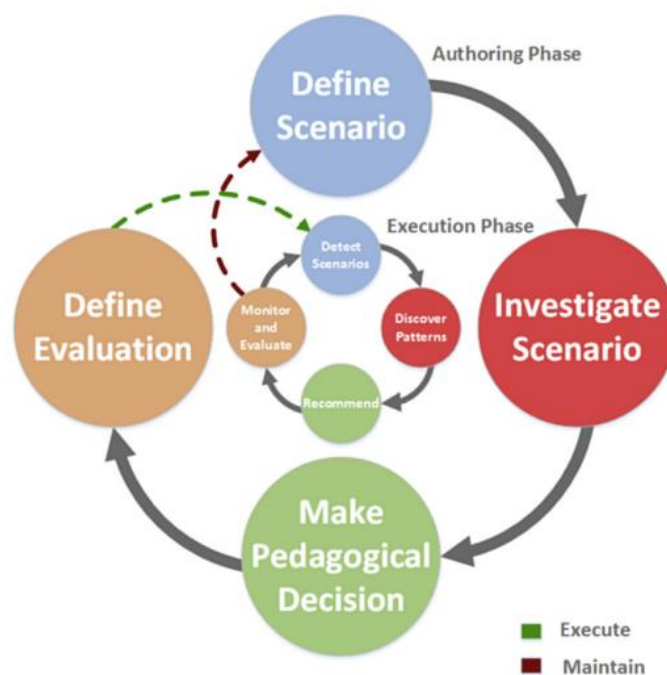 Authoring Phase
Define
Scenario
Execution Phase
Detect
Scenarios
Define
Evaluation
Monitor
and
Evaluate
Discover
Patterns
Investigate
Scenario
Recommend
Make
Pedagogical
Decision
Execute
Maintain